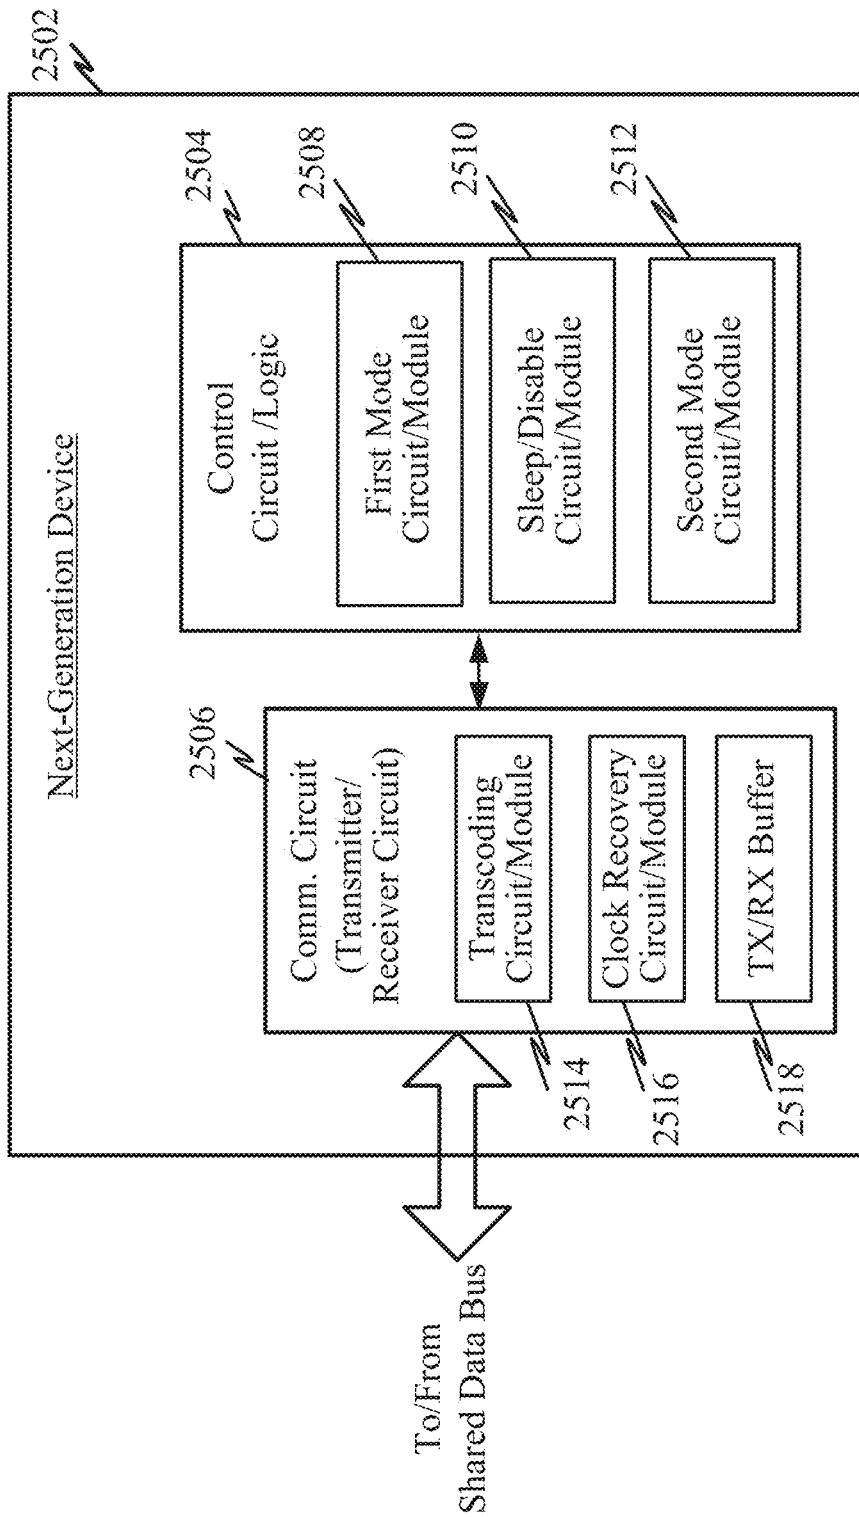 Next-Generation Device
2502
2506
Comm. Circuit
(Transmitter/
Receiver Circuit)
Transcoding
Circuit/Module
2514
Clock Recovery
Circuit/Module
2516
TX/RX Buffer
2518
2504
Control
Circuit /Logic
2508
First Mode
Circuit/Module
2510
Sleep/Disable
Circuit/Module
2512
Second Mode
Circuit/Module
To/From
Shared Data Bus